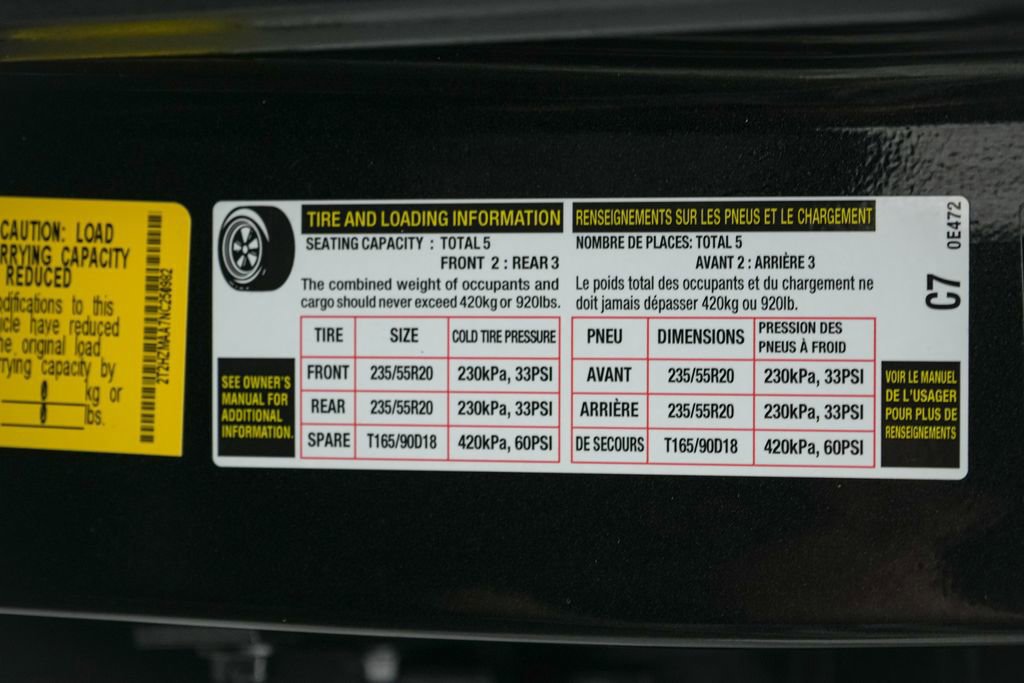 CAUTION: LOAD
RRYING CAPACITY
REDUCED
difications to this
icle have reduced
he original load
rrying capacity by
0 kg or
0 lbs.
TIRE AND LOADING INFORMATION
SEATING CAPACITY : TOTAL 5
FRONT 2 : REAR 3
The combined weight of occupants and
cargo should never exceed 420kg or 920lbs.
TIRE SIZE COLD TIRE PRESSURE
FRONT 235/55R20 230kPa, 33PSI
REAR 235/55R20 230kPa, 33PSI
SPARE T165/90D18 420kPa, 60PSI
SEE OWNER'S
MANUAL FOR
ADDITIONAL
INFORMATION.
RENSEIGNEMENTS SUR LES PNEUS ET LE CHARGEMENT
NOMBRE DE PLACES: TOTAL 5
AVANT 2 : ARRIÈRE 3
Le poids total des occupants et du chargement ne
doit jamais dépasser 420kg ou 920lb.
PNEU DIMENSIONS PRESSION DES
PNEUS À FROID
AVANT 235/55R20 230kPa, 33PSI
ARRIÈRE 235/55R20 230kPa, 33PSI
DE SECOURS T165/90D18 420kPa, 60PSI
VOIR LE MANUEL
DE L'USAGER
POUR PLUS DE
RENSEIGNEMENTS
C7
0E472